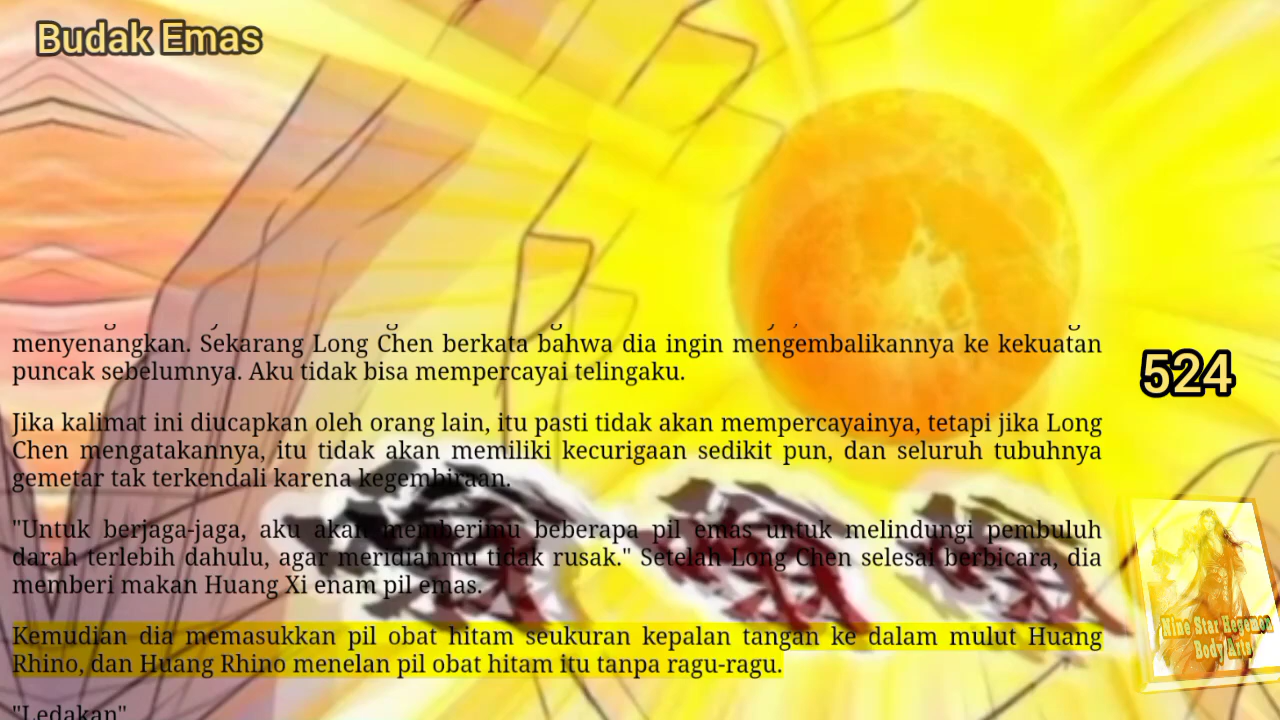 Budak Emas
menyenangkan. Sekarang Long Chen berkata bahwa dia ingin mengembalikannya ke kekuatan
puncak sebelumnya. Aku tidak bisa mempercayai telingaku.
524
Jika kalimat ini diucapkan oleh orang lain, itu pasti tidak akan mempercayainya, tetapi jika Long
Chen mengatakannya, itu tidak akan memiliki kecurigaan sedikit pun, dan seluruh tubuhnya
gemetar tak terkendali karena kegembiraan.
"Untuk berjaga-jaga, aku akan memberimu beberapa pil emas untuk melindungi pembuluh
darah terlebih dahulu, agar meridianmu tidak rusak." Setelah Long Chen selesai berbicara, dia
memberi makan Huang Xi enam pil emas.
Kemudian dia memasukkan pil obat hitam seukuran kepalan tangan ke dalam mulut Huang
Rhino, dan Huang Rhino menelan pil obat hitam itu tanpa ragu-ragu.
"Ledakan"
Nine Star Hegemon
Body Arts